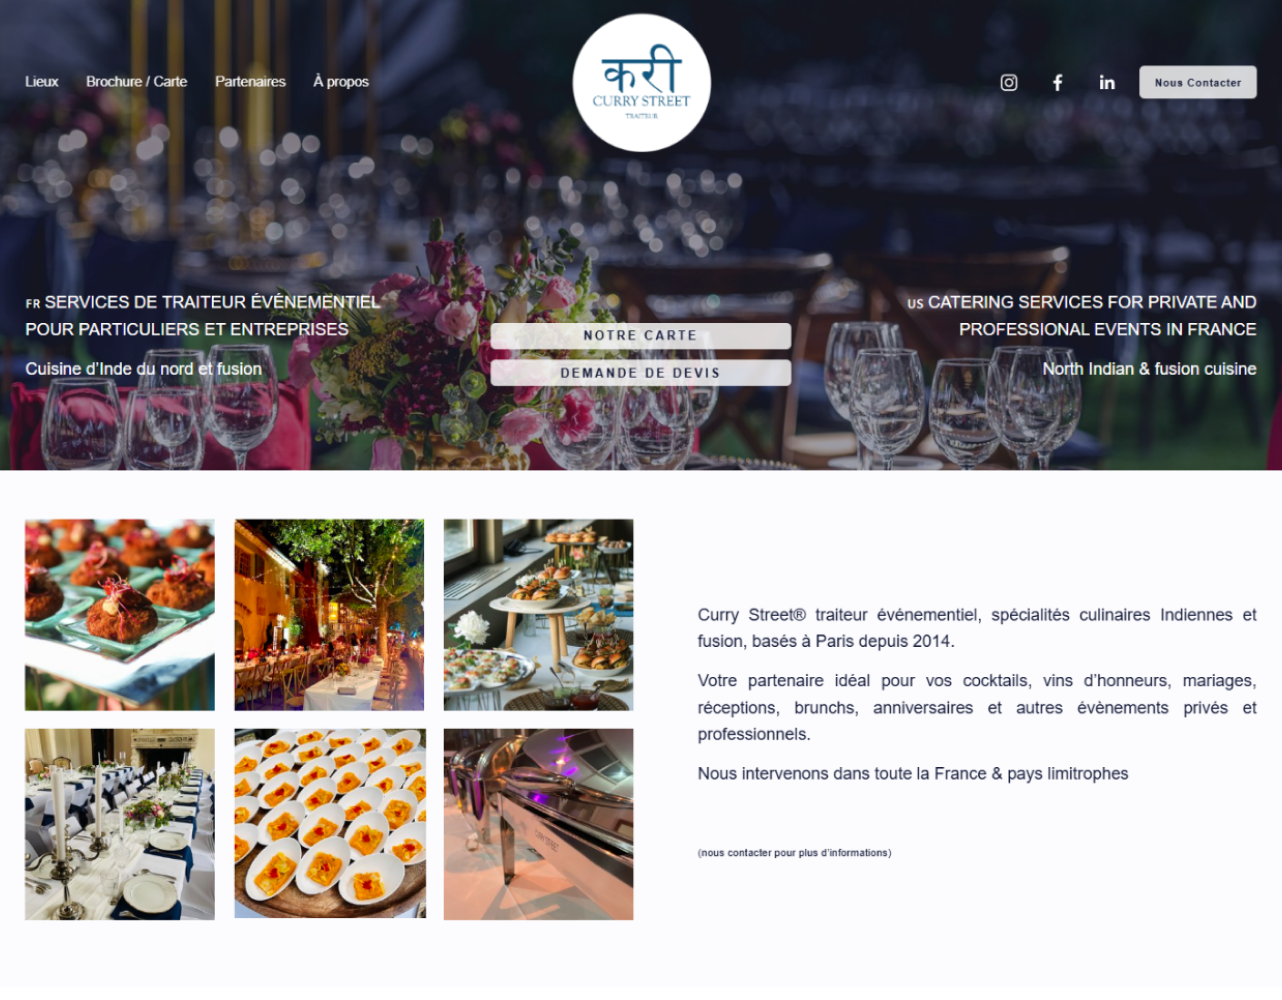 Lieux Brochure / Carte Partenaires À propos
करी
CURRY STREET
TRAITEUR
Nous Contacter
FR SERVICES DE TRAITEUR ÉVÉNEMENTIEL
POUR PARTICULIERS ET ENTREPRISES
Cuisine d'Inde du nord et fusion
NOTRE CARTE
DEMANDE DE DEVIS
US CATERING SERVICES FOR PRIVATE AND
PROFESSIONAL EVENTS IN FRANCE
North Indian & fusion cuisine
CURRY STREET
Curry Street® traiteur événementiel, spécialités culinaires Indiennes et
fusion, basés à Paris depuis 2014.
Votre partenaire idéal pour vos cocktails, vins d'honneurs, mariages,
réceptions, brunchs, anniversaires et autres évènements privés et
professionnels.
Nous intervenons dans toute la France & pays limitrophes
(nous contacter pour plus d'informations)